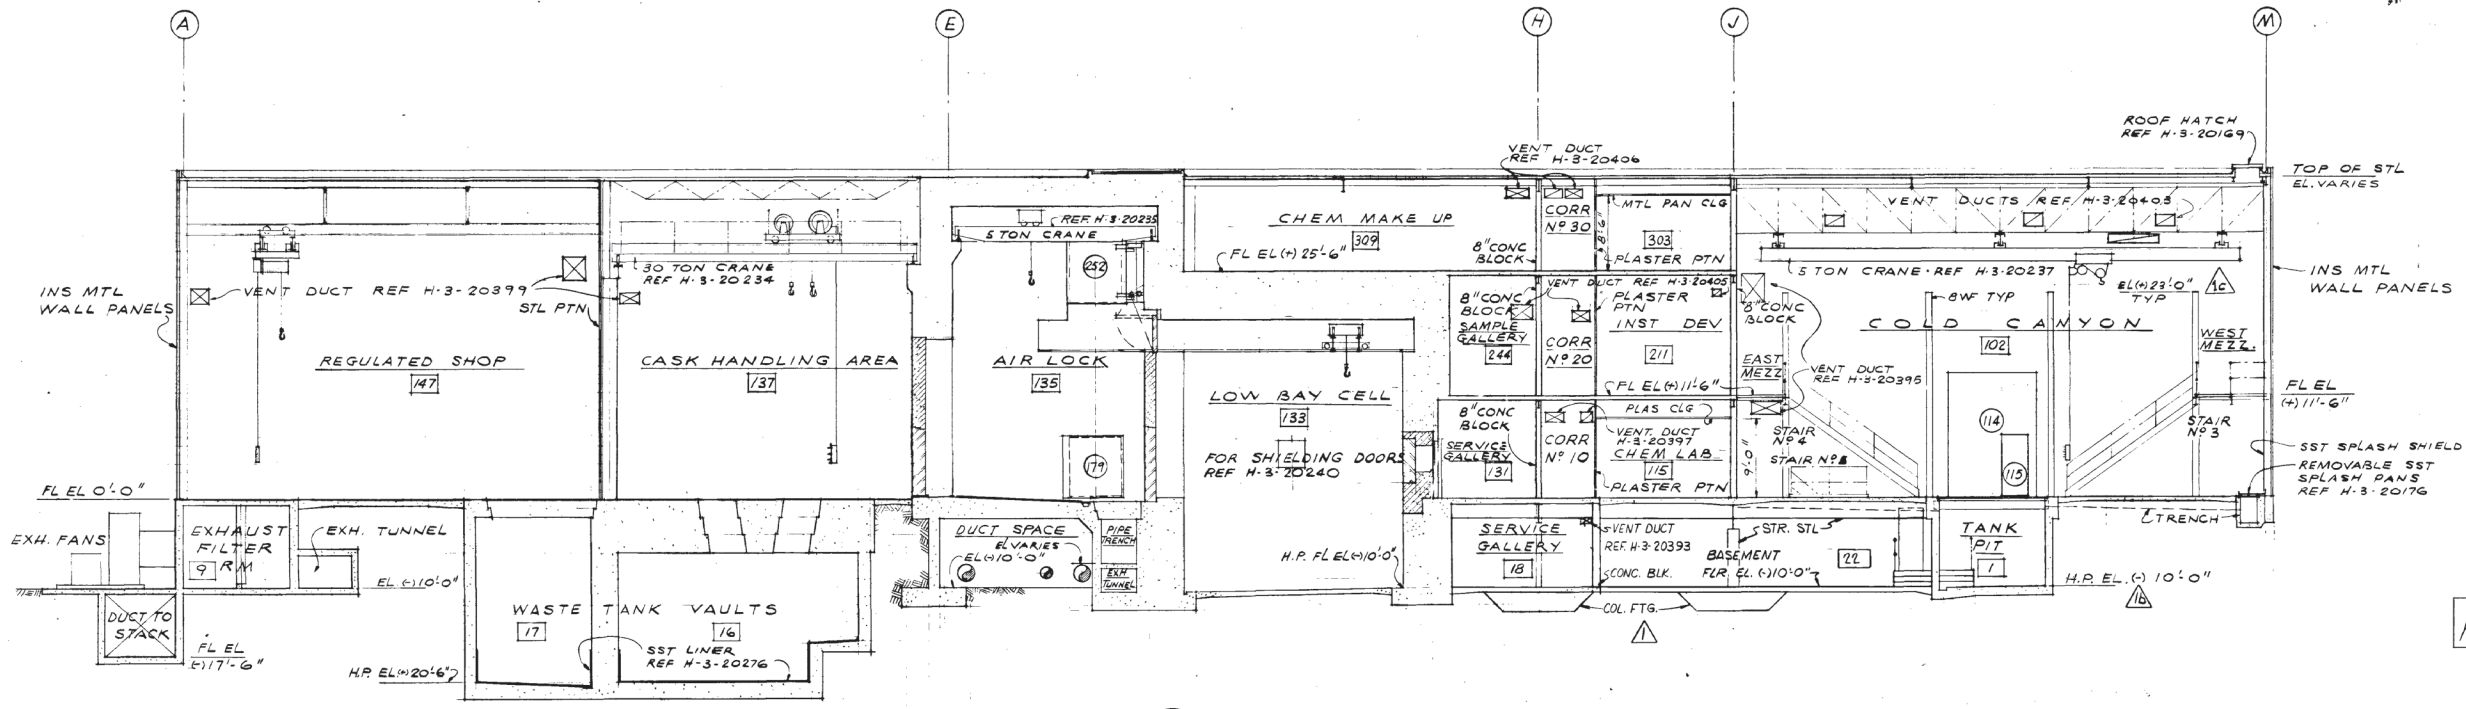 A
E
H
J
M
ROOF HATCH
REF H-3-20169
VENT DUCT
REF H-3-20406
TOP OF STL
EL. VARIES
REF. H-3-20235
5 TON CRANE
CHEM MAKE UP
309
CORR
Nº 30
MTL PAN CLG
8'-6"
303
VENT DUCTS REF H-3-20403
FL EL (+) 25'-6"
8" CONC
BLOCK
PLASTER PTN
252
30 TON CRANE
REF H-3-20234
5 TON CRANE · REF H-3-20237
INS MTL
WALL PANELS
VENT DUCT REF H-3-20399
STL PTN
8" CONC
BLOCK
SAMPLE
GALLERY
244
VENT DUCT REF H-3-20405
PLASTER
PTN
INST DEV
211
8" CONC
BLOCK
8WF TYP
EL (+) 23'-0"
TYP
1C
INS MTL
WALL PANELS
COLD CANYON
102
REGULATED SHOP
147
CASK HANDLING AREA
137
AIR LOCK
135
CORR
Nº 20
EAST
MEZZ
VENT DUCT
REF H-3-20395
WEST
MEZZ.
LOW BAY CELL
133
FL EL (+) 11'-6"
FL EL
(+) 11'-6"
8" CONC
BLOCK
PLAS CLG
VENT. DUCT
H-3-20397
CHEM LAB
115
9'-0"
STAIR
Nº 4
114
STAIR
Nº 3
SERVICE
GALLERY
131
CORR
Nº 10
FOR SHIELDING DOORS
REF H-3-20240
179
STAIR Nº
115
PLASTER PTN
SST SPLASH SHIELD
REMOVABLE SST
SPLASH PANS
REF H-3-20176
FL EL 0'-0"
EXH. FANS
EXHAUST
FILTER
9 RM
EXH. TUNNEL
DUCT SPACE
EL VARIES
EL (-) 10'-0"
PIPE
TRENCH
EXH
TUNNEL
SERVICE
GALLERY
18
VENT DUCT
REF. H-3-20393
STR. STL
BASEMENT
FLR. EL. (-) 10'-0"
22
TANK
PIT
1
TRENCH
EL. (-) 10'-0"
H.P. FL EL (-) 10'-0"
CONC. BLK.
H.P. EL. (-) 10'-0"
1B
DUCT TO
STACK
WASTE TANK VAULTS
17
16
COL. FTG.
1
FL EL
(-) 17'-6"
SST LINER
REF H-3-20276
H.P. EL (+) 20'-6"